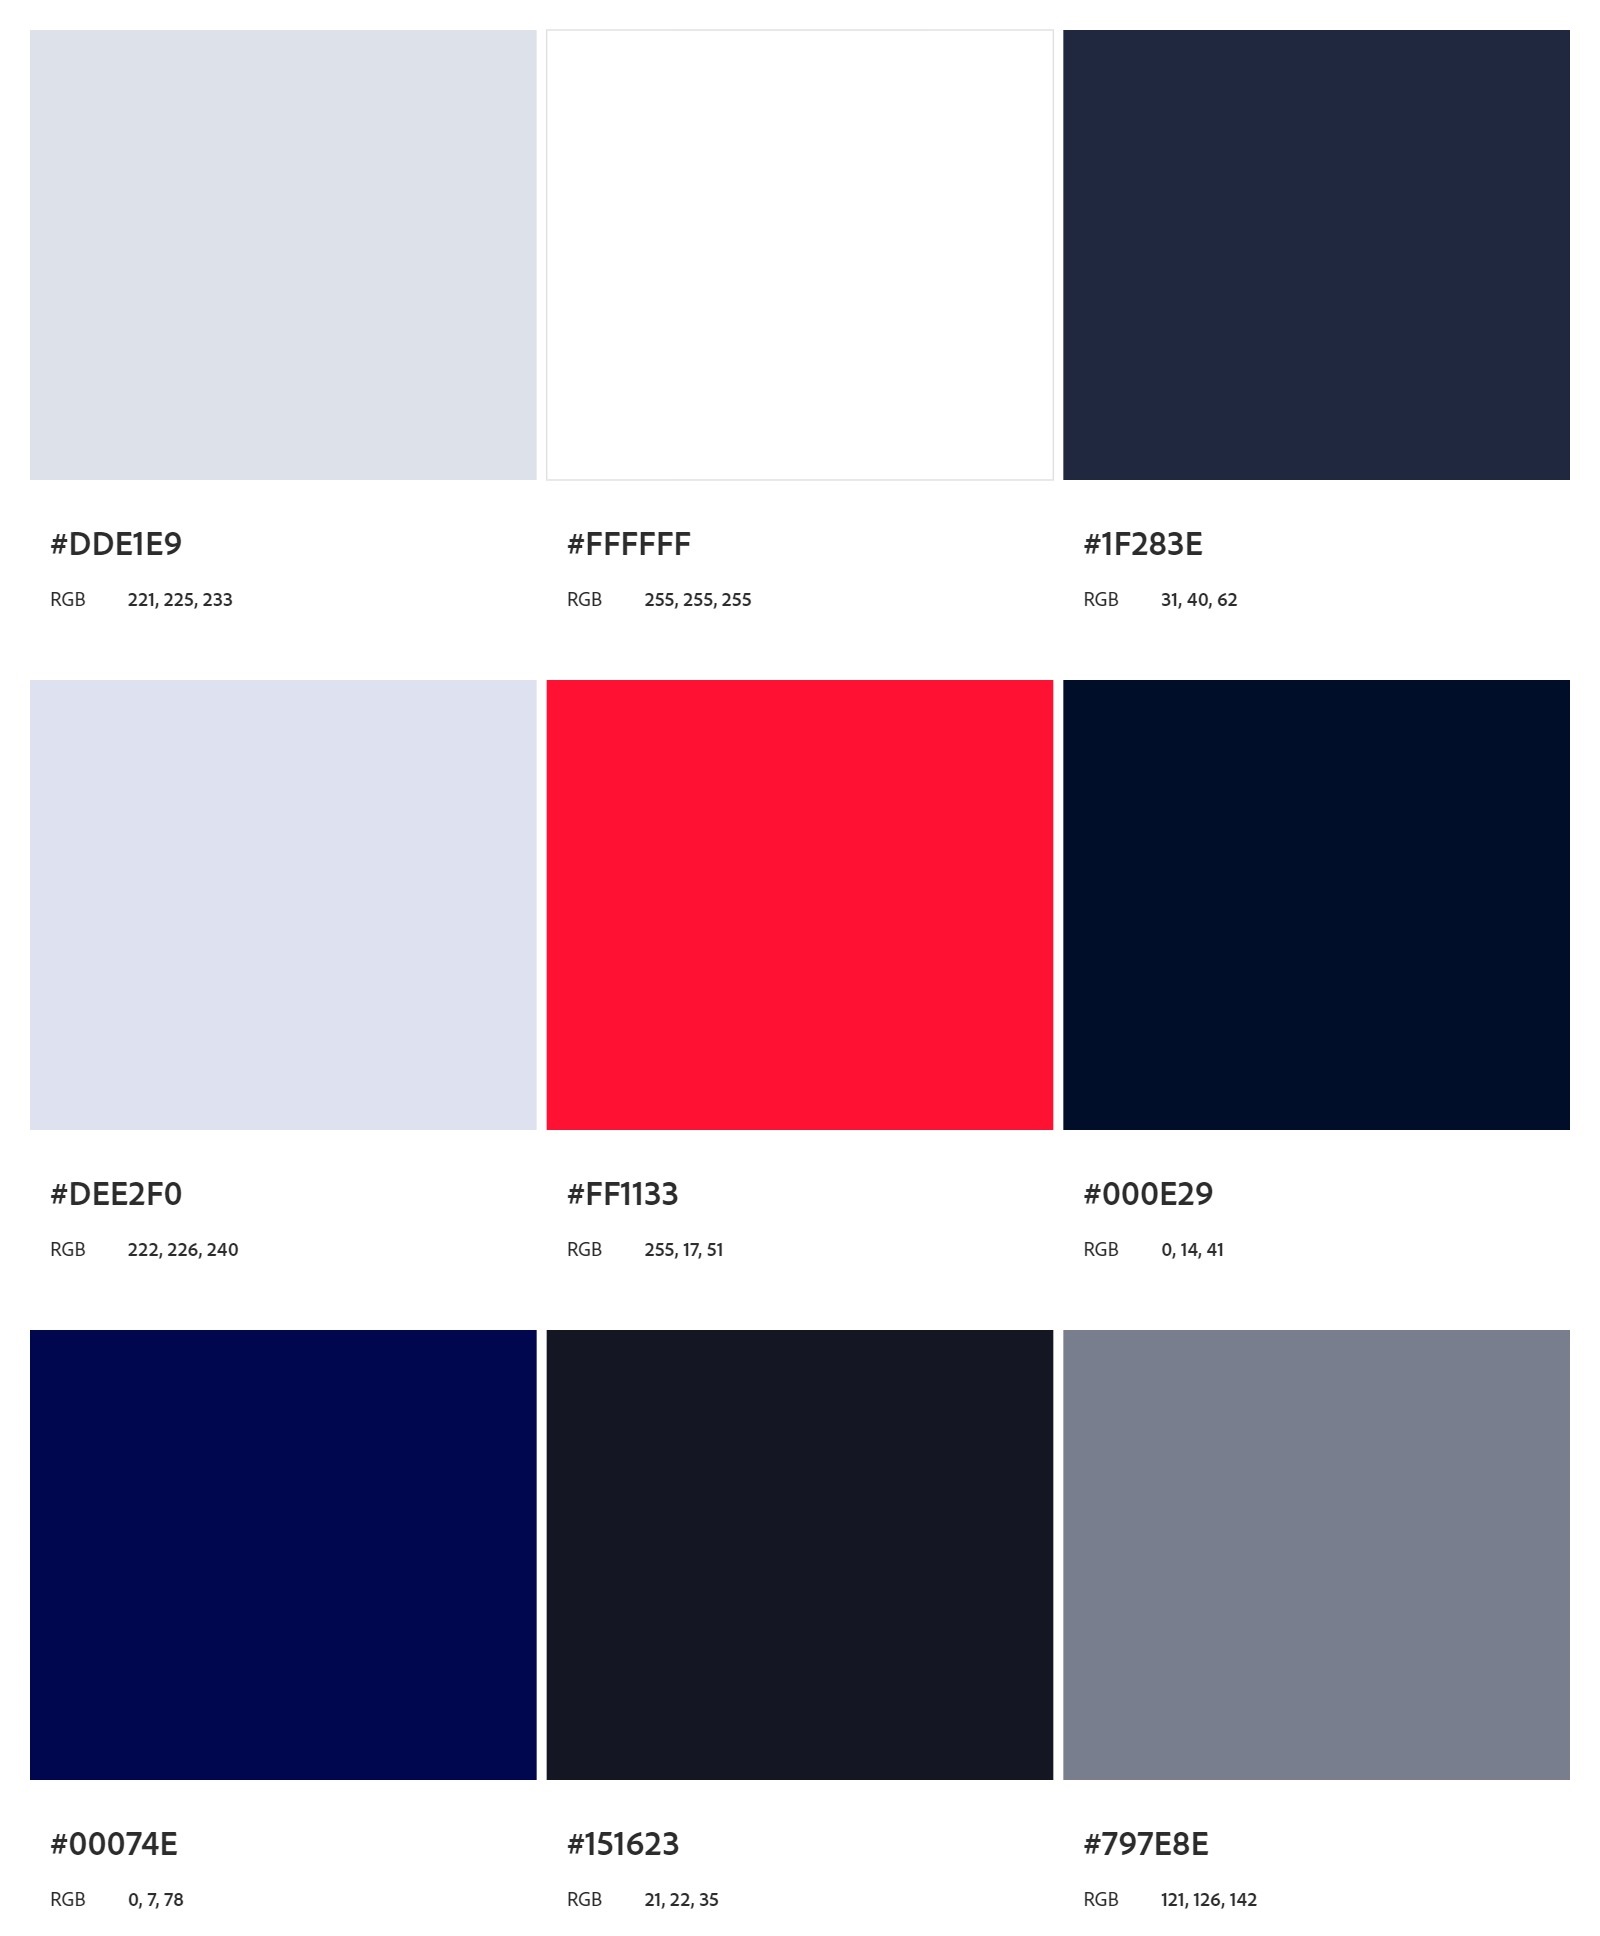 #DDE1E9
#FFFFFF
#1F283E
RGB 221, 225, 233
RGB 255, 255, 255
RGB 31, 40, 62
#DEE2F0
#FF1133
#000E29
RGB 222, 226, 240
RGB 255, 17, 51
RGB 0, 14, 41
#00074E
#151623
#797E8E
RGB 0, 7, 78
RGB 21, 22, 35
RGB 121, 126, 142